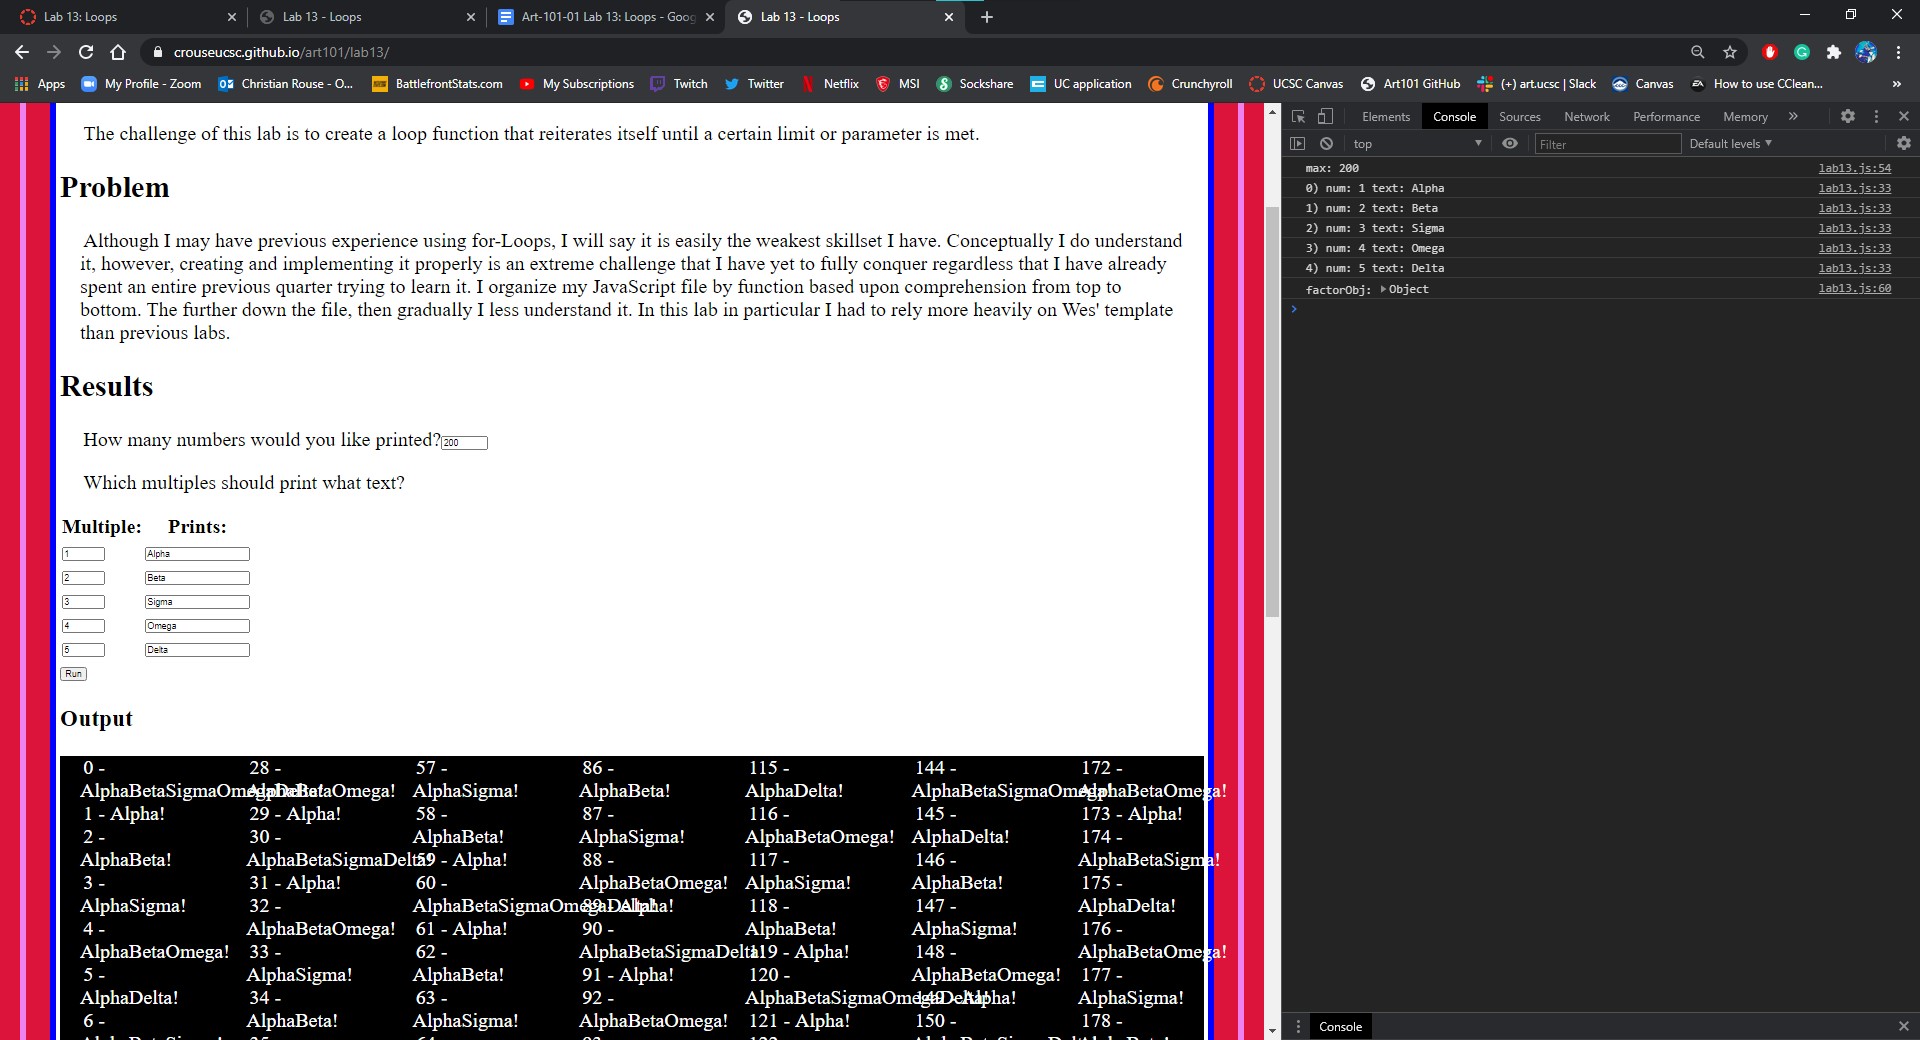 Lab 13: Loops
Lab 13 - Loops
Art-101-01 Lab 13: Loops - Goog
Lab 13 - Loops
crouseucsc.github.io/art101/lab13/
Apps
My Profile - Zoom
Christian Rouse - O...
BattlefrontStats.com
My Subscriptions
Twitch
Twitter
Netflix
MSI
Sockshare
UC application
Crunchyroll
UCSC Canvas
Art101 GitHub
(+) art.ucsc | Slack
Canvas
How to use CClean...
The challenge of this lab is to create a loop function that reiterates itself until a certain limit or parameter is met.
Problem
Although I may have previous experience using for-Loops, I will say it is easily the weakest skillset I have. Conceptually I do understand
it, however, creating and implementing it properly is an extreme challenge that I have yet to fully conquer regardless that I have already
spent an entire previous quarter trying to learn it. I organize my JavaScript file by function based upon comprehension from top to
bottom. The further down the file, then gradually I less understand it. In this lab in particular I had to rely more heavily on Wes' template
than previous labs.
Results
How many numbers would you like printed? 200
Which multiples should print what text?
Multiple: Prints:
1 Alpha
2 Beta
3 Sigma
4 Omega
5 Delta
Run
Output
0 -
AlphaBetaSigmaOmegaDelta!
1 - Alpha!
2 -
AlphaBeta!
3 -
AlphaSigma!
4 -
AlphaBetaOmega!
5 -
AlphaDelta!
6 -
28 -
AlphaBetaOmega!
29 - Alpha!
30 -
AlphaBetaSigmaDelta!
31 - Alpha!
32 -
AlphaBetaOmega!
33 -
AlphaSigma!
34 -
AlphaBeta!
57 -
AlphaSigma!
58 -
AlphaBeta!
59 - Alpha!
60 -
AlphaBetaSigmaOmegaDelta!
61 - Alpha!
62 -
AlphaBeta!
63 -
AlphaSigma!
86 -
AlphaBeta!
87 -
AlphaSigma!
88 -
AlphaBetaOmega!
89 - Alpha!
90 -
AlphaBetaSigmaDelta!
91 - Alpha!
92 -
AlphaBetaOmega!
115 -
AlphaDelta!
116 -
AlphaBetaOmega!
117 -
AlphaSigma!
118 -
AlphaBeta!
119 - Alpha!
120 -
AlphaBetaSigmaOmegaDelta!
121 - Alpha!
144 -
AlphaBetaSigmaOmega!
145 -
AlphaDelta!
146 -
AlphaBeta!
147 -
AlphaSigma!
148 -
AlphaBetaOmega!
149 - Alpha!
150 -
172 -
AlphaBetaOmega!
173 - Alpha!
174 -
AlphaBetaSigma!
175 -
AlphaDelta!
176 -
AlphaBetaOmega!
177 -
AlphaSigma!
178 -
Elements Console Sources Network Performance Memory
top Filter Default levels
max: 200 lab13.js:54
0) num: 1 text: Alpha lab13.js:33
1) num: 2 text: Beta lab13.js:33
2) num: 3 text: Sigma lab13.js:33
3) num: 4 text: Omega lab13.js:33
4) num: 5 text: Delta lab13.js:33
factorObj: Object lab13.js:60
Console